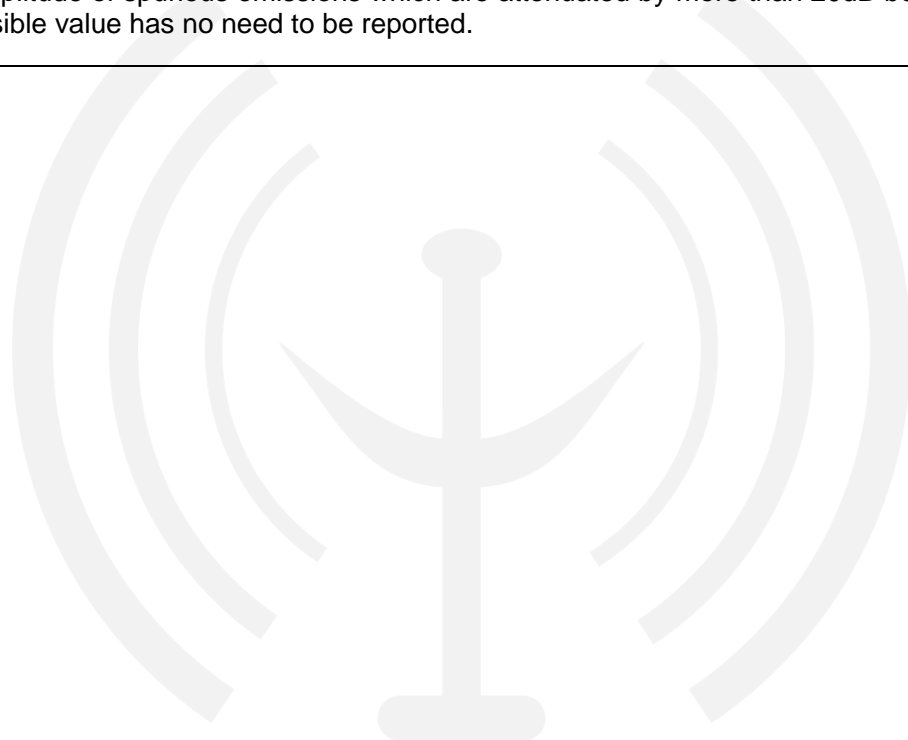 plitude of spurious emissions which are attenuated by more than 20dB be
sible value has no need to be reported.